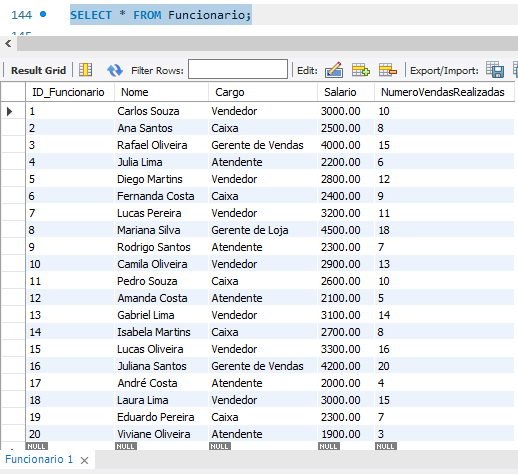 144 SELECT * FROM Funcionario;
Result Grid Filter Rows: Edit: Export/Import:
ID_Funcionario Nome Cargo Salario NumeroVendasRealizadas
1 Carlos Souza Vendedor 3000.00 10
2 Ana Santos Caixa 2500.00 8
3 Rafael Oliveira Gerente de Vendas 4000.00 15
4 Julia Lima Atendente 2200.00 6
5 Diego Martins Vendedor 2800.00 12
6 Fernanda Costa Caixa 2400.00 9
7 Lucas Pereira Vendedor 3200.00 11
8 Mariana Silva Gerente de Loja 4500.00 18
9 Rodrigo Santos Atendente 2300.00 7
10 Camila Oliveira Vendedor 2900.00 13
11 Pedro Souza Caixa 2600.00 10
12 Amanda Costa Atendente 2100.00 5
13 Gabriel Lima Vendedor 3100.00 14
14 Isabela Martins Caixa 2700.00 8
15 Lucas Oliveira Vendedor 3300.00 16
16 Juliana Santos Gerente de Vendas 4200.00 20
17 André Costa Atendente 2000.00 4
18 Laura Lima Vendedor 3000.00 15
19 Eduardo Pereira Caixa 2300.00 7
20 Viviane Oliveira Atendente 1900.00 3
NULL NULL NULL NULL NULL
Funcionario 1